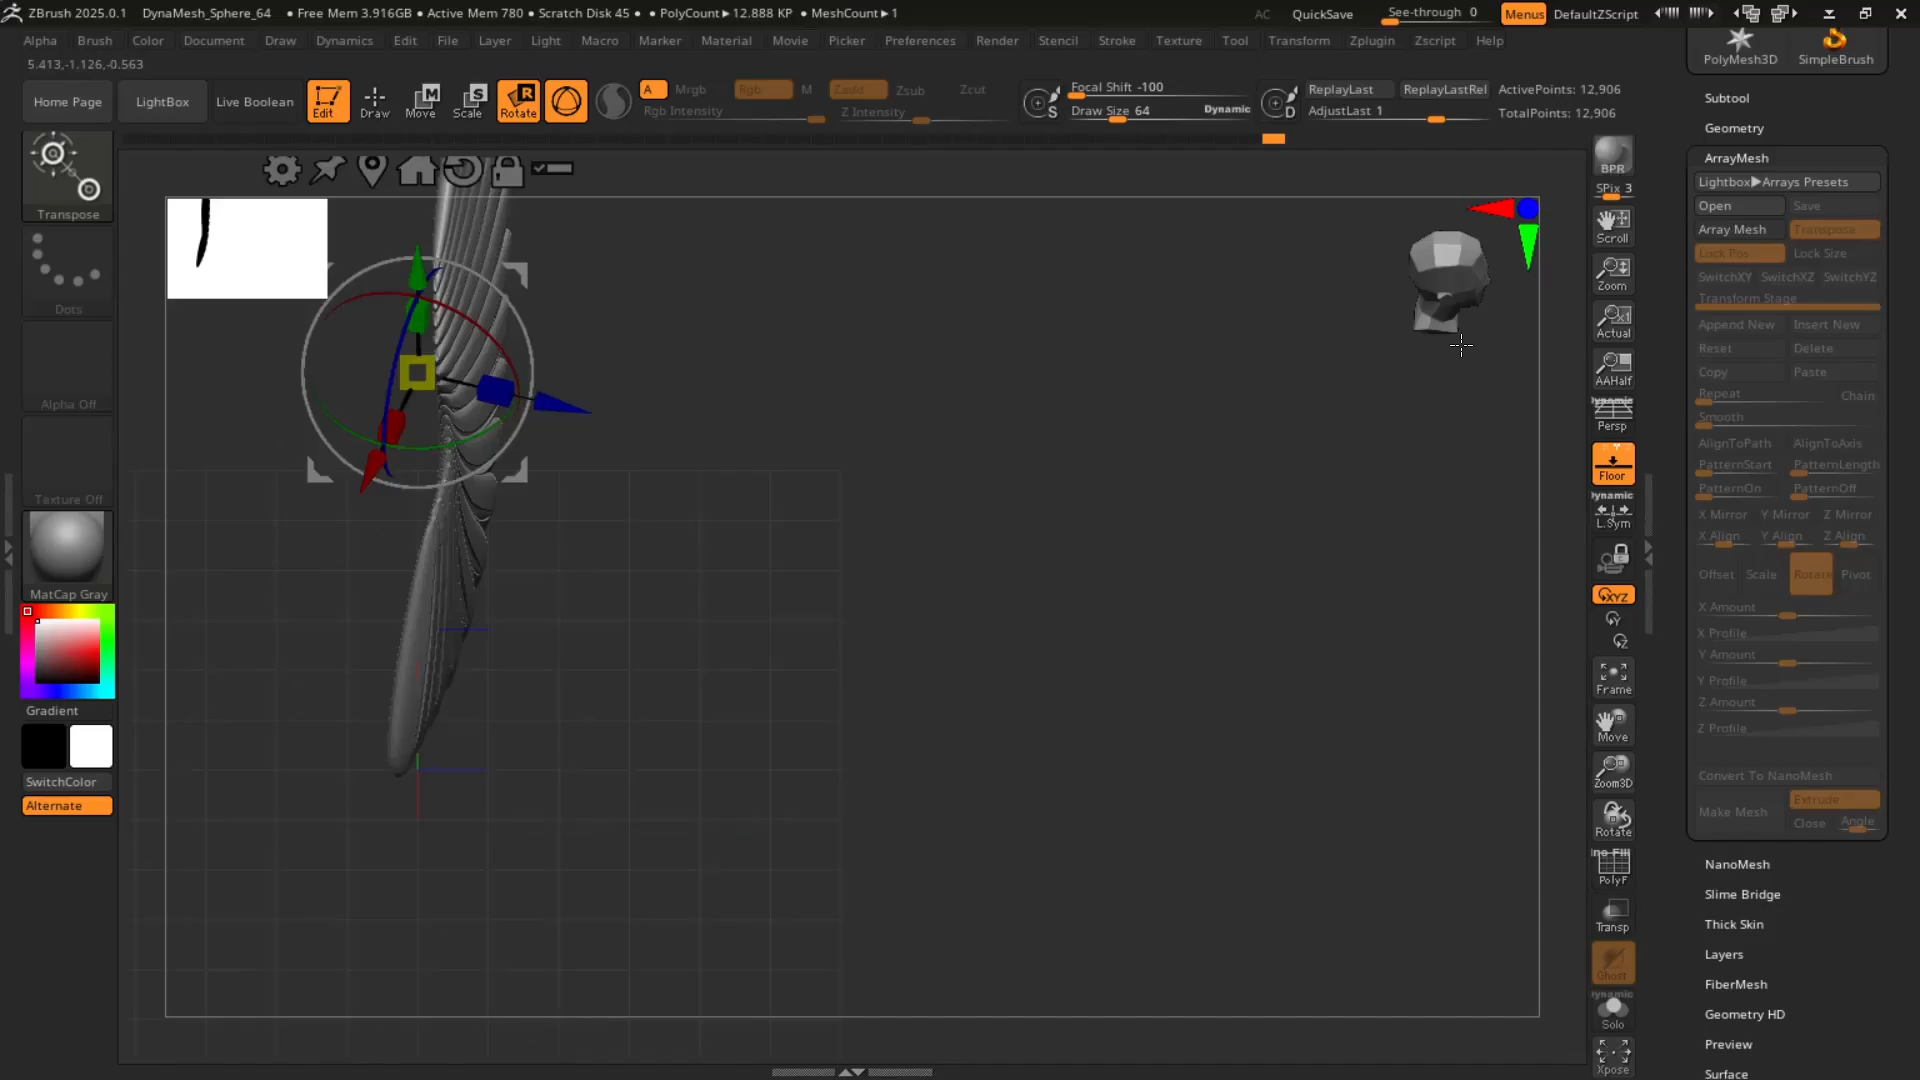 ZBrush 2025.0.1 DynaMesh_Sphere_64 • Free Mem 3.916GB • Active Mem 780 • Scratch Disk 45 • • PolyCount▶12.888 KP • MeshCount▶1 AC QuickSave See-through 0 Menus DefaultZScript
Alpha Brush Color Document Draw Dynamics Edit File Layer Light Macro Marker Material Movie Picker Preferences Render Stencil Stroke Texture Tool Transform Zplugin Zscript Help
5.413,-1.126,-0.563
Home Page LightBox Live Boolean Edit Draw Move Scale Rotate
M S R
A Mrgb Rgb M Zadd Zsub Zcut
Rgb Intensity Z Intensity
S Focal Shift -100
Draw Size 64 Dynamic
D ReplayLast ReplayLastRel ActivePoints: 12,906
AdjustLast 1 TotalPoints: 12,906
Transpose
Dots
Alpha Off
Texture Off
MatCap Gray
Gradient
SwitchColor
Alternate
BPR
SPix 3
Scroll
Zoom
Actual
AAHalf
Dynamic
Persp
Floor
Dynamic
L.Sym
XYZ
Y
Z
Frame
Move
Zoom3D
Rotate
PolyF
Transp
Ghost
Dynamic
Solo
Xpose
PolyMesh3D SimpleBrush
Subtool
Geometry
ArrayMesh
Lightbox▶Arrays Presets
Open Save
Array Mesh Transpose
Lock Pos Lock Size
SwitchXY SwitchXZ SwitchYZ
Transform Stage
Append New Insert New
Reset Delete
Copy Paste
Repeat Chain
Smooth
AlignToPath AlignToAxis
PatternStart PatternLength
PatternOn PatternOff
X Mirror Y Mirror Z Mirror
X Align Y Align Z Align
Offset Scale Rotate Pivot
X Amount
X Profile
Y Amount
Y Profile
Z Amount
Z Profile
Convert To NanoMesh
Make Mesh Extrude
Close Angle
NanoMesh
Slime Bridge
Thick Skin
Layers
FiberMesh
Geometry HD
Preview
Surface